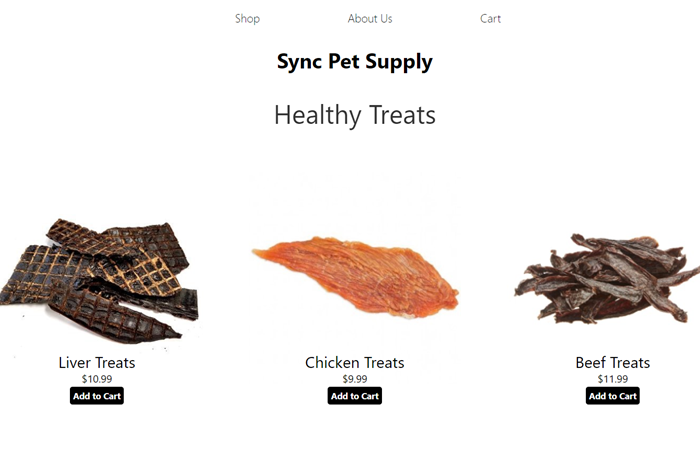 Shop About Us Cart
Sync Pet Supply
Healthy Treats
Liver Treats Chicken Treats Beef Treats
$10.99 $9.99 $11.99
Add to Cart Add to Cart Add to Cart